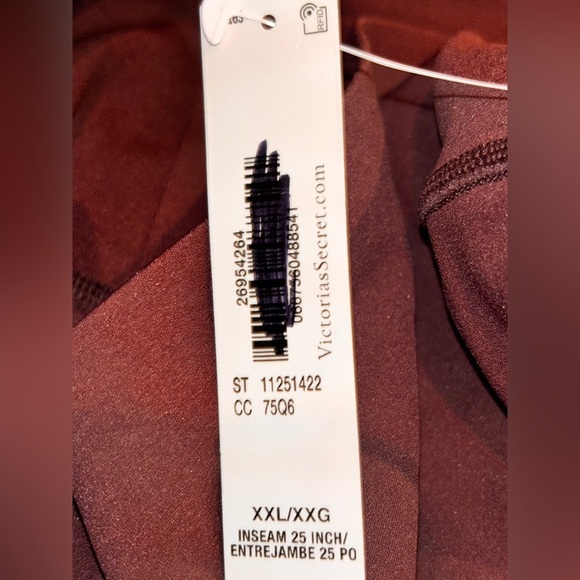 RFID
26954264
VictoriasSecret.com
ST 11251422
CC 75Q6
XXL/XXG
INSEAM 25 INCH/
ENTREJAMBE 25 PO